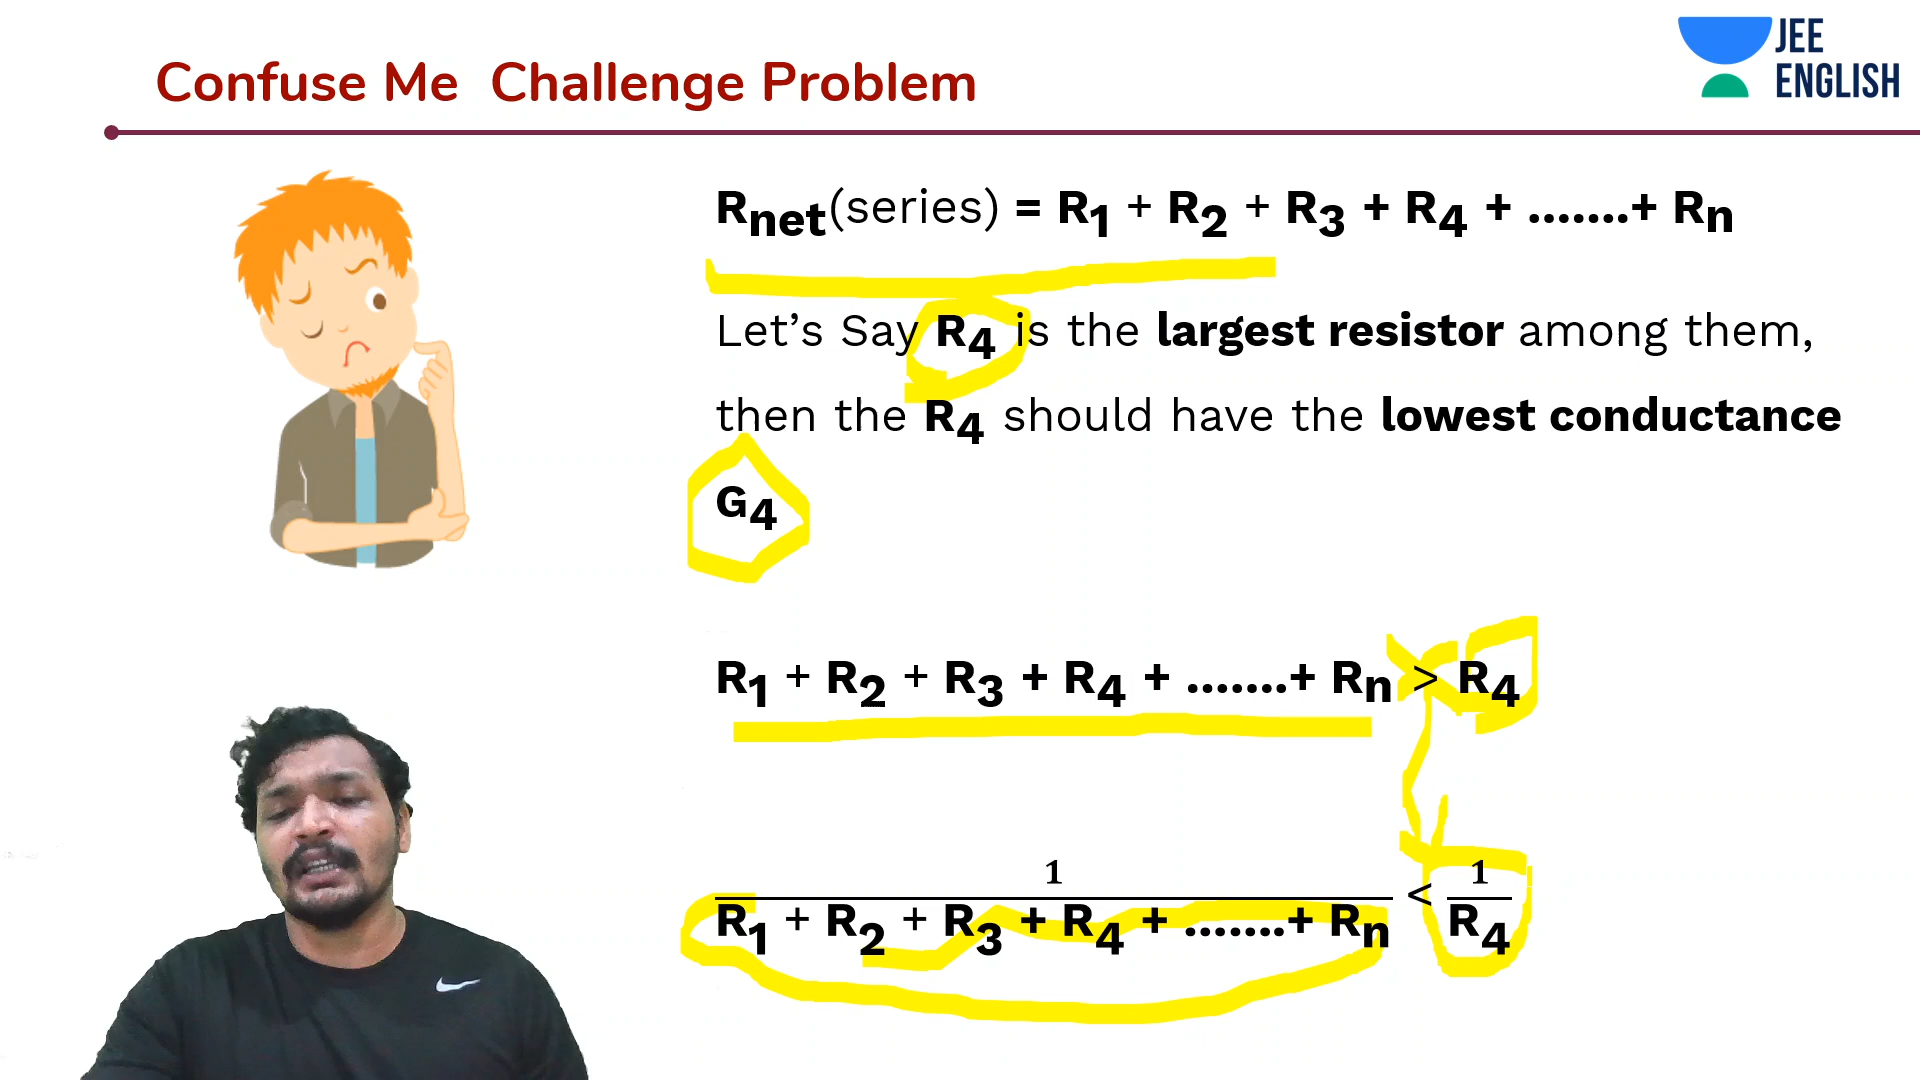 JEE
ENGLISH
Confuse Me Challenge Problem
Rnet(series) = R1 + R2 + R3 + R4 + .......+ Rn
Let’s Say R4 is the largest resistor among them,
then the R4 should have the lowest conductance
G4
R1 + R2 + R3 + R4 + .......+ Rn > R4
1 / R1 + R2 + R3 + R4 + .......+ Rn < 1 / R4